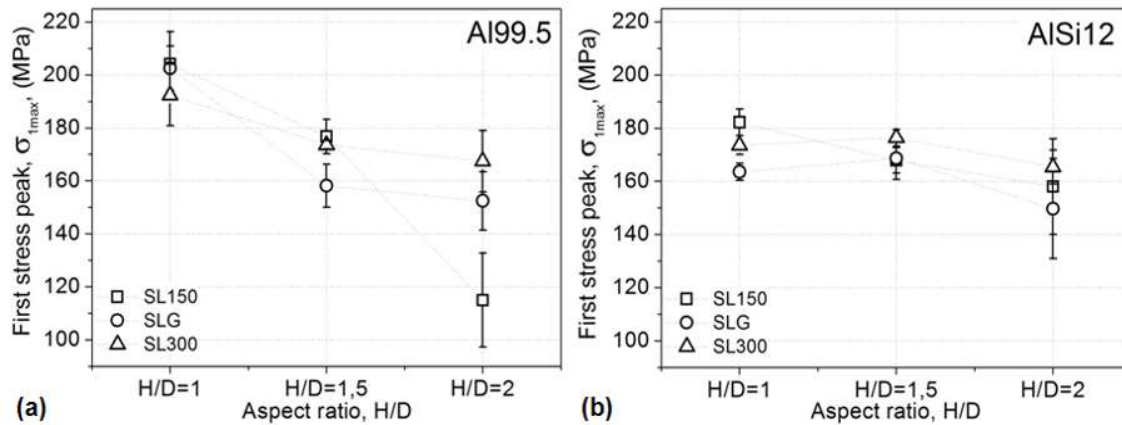 Al99.5
First stress peak, σ1max, (MPa)
220
200
180
160
140
120
100
SL150
SLG
SL300
H/D=1
H/D=1,5
H/D=2
Aspect ratio, H/D
(a)
AlSi12
First stress peak, σ1max, (MPa)
220
200
180
160
140
120
100
SL150
SLG
SL300
H/D=1
H/D=1,5
H/D=2
Aspect ratio, H/D
(b)